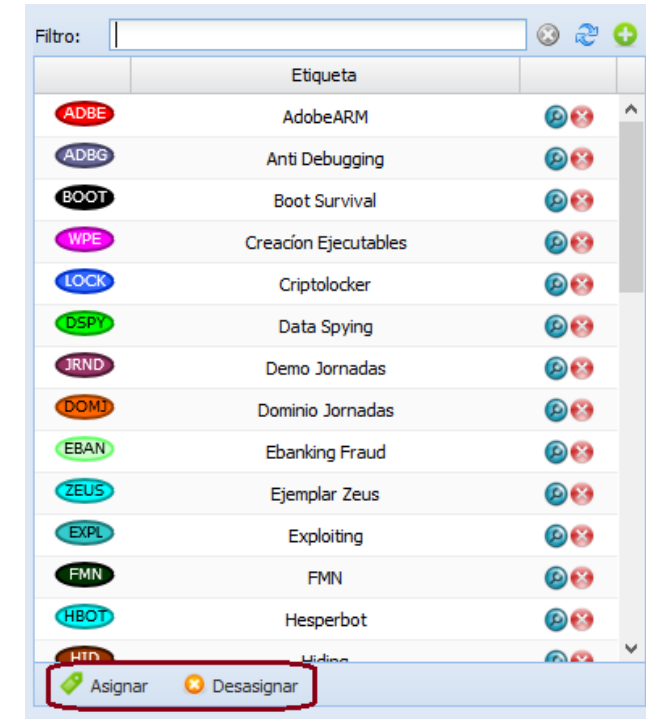 Filtro:
Etiqueta
ADBE AdobeARM
ADBG Anti Debugging
BOOT Boot Survival
WPE Creacíon Ejecutables
LOCK Criptolocker
DSPY Data Spying
JRND Demo Jornadas
DOMJ Dominio Jornadas
EBAN Ebanking Fraud
ZEUS Ejemplar Zeus
EXPL Exploiting
FMN FMN
HBOT Hesperbot
HID Hiding
Asignar Desasignar